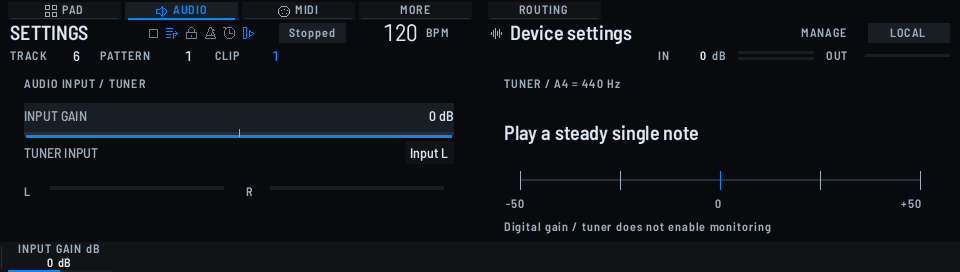 PAD AUDIO MIDI MORE ROUTING
SETTINGS Stopped 120 BPM Device settings MANAGE LOCAL
TRACK 6 PATTERN 1 CLIP 1 IN 0 dB OUT
AUDIO INPUT / TUNER
INPUT GAIN 0 dB
TUNER INPUT Input L
L R
TUNER / A4 = 440 Hz
Play a steady single note
-50 0 +50
Digital gain / tuner does not enable monitoring
INPUT GAIN dB
0 dB